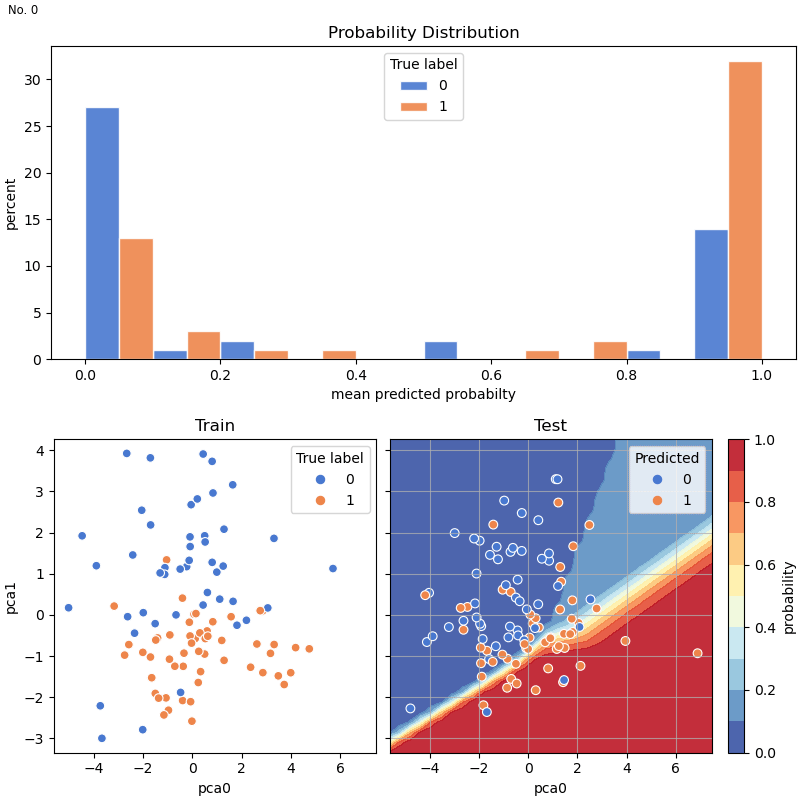 No. 0
Probability Distribution
percent
30
25
20
15
10
5
0
True label
0
1
0.0 0.2 0.4 0.6 0.8 1.0
mean predicted probabilty
Train
pca1
4
3
2
1
0
−1
−2
−3
True label
0
1
−4 −2 0 2 4 6
pca0
Test
Predicted
0
1
−4 −2 0 2 4 6
pca0
1.0
0.8
0.6
0.4
0.2
0.0
probability